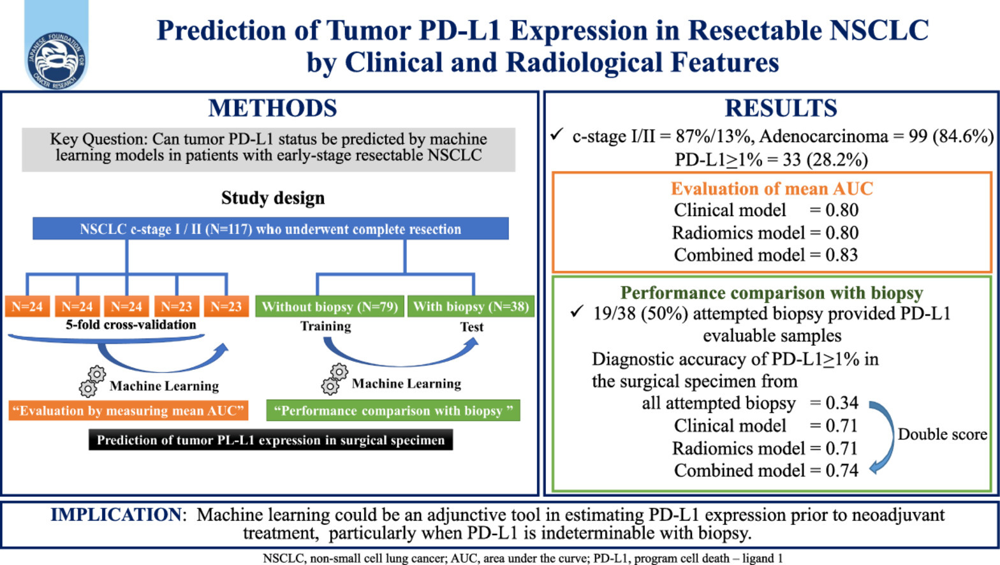 JAPANESE FOUNDATION FOR
CANCER RESEARCH
Prediction of Tumor PD-L1 Expression in Resectable NSCLC
by Clinical and Radiological Features
METHODS
Key Question: Can tumor PD-L1 status be predicted by machine
learning models in patients with early-stage resectable NSCLC
Study design
NSCLC c-stage I / II (N=117) who underwent complete resection
N=24 N=24 N=24 N=23 N=23
5-fold cross-validation
Without biopsy (N=79) With biopsy (N=38)
Training Test
Machine Learning
Machine Learning
“Evaluation by measuring mean AUC”
“Performance comparison with biopsy ”
Prediction of tumor PL-L1 expression in surgical specimen
RESULTS
✓ c-stage I/II = 87%/13%, Adenocarcinoma = 99 (84.6%)
PD-L1≥1% = 33 (28.2%)
Evaluation of mean AUC
Clinical model = 0.80
Radiomics model = 0.80
Combined model = 0.83
Performance comparison with biopsy
✓ 19/38 (50%) attempted biopsy provided PD-L1
evaluable samples
Diagnostic accuracy of PD-L1≥1% in
the surgical specimen from
all attempted biopsy = 0.34
Clinical model = 0.71
Radiomics model = 0.71
Combined model = 0.74
Double score
IMPLICATION: Machine learning could be an adjunctive tool in estimating PD-L1 expression prior to neoadjuvant
treatment, particularly when PD-L1 is indeterminable with biopsy.
NSCLC, non-small cell lung cancer; AUC, area under the curve; PD-L1, program cell death – ligand 1